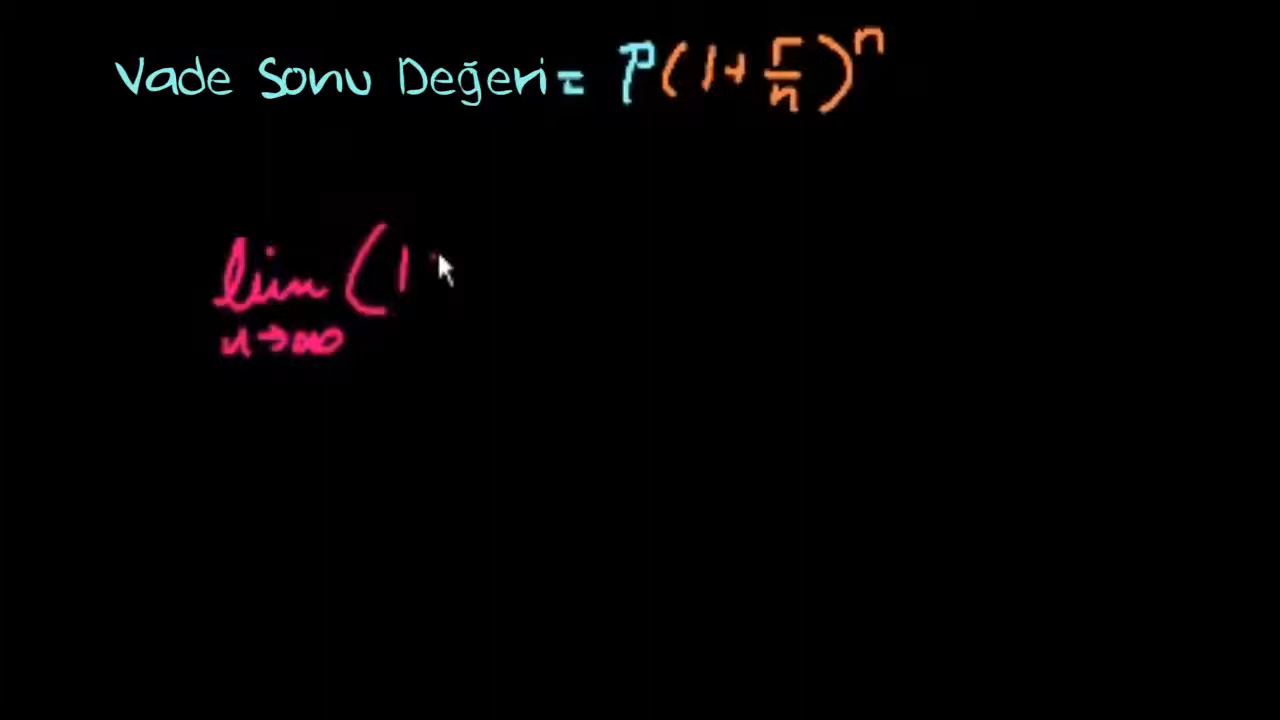 Vade Sonu Değeri = P(1+r/n)^n
lim (1
n→∞